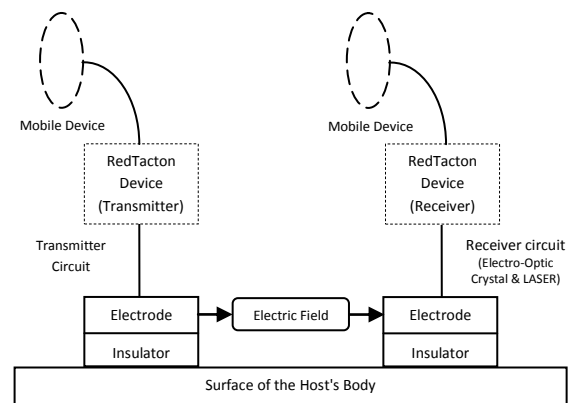 Mobile Device
Mobile Device
RedTacton
Device
(Transmitter)
RedTacton
Device
(Receiver)
Transmitter
Circuit
Receiver circuit
(Electro-Optic
Crystal & LASER)
Electrode
Electric Field
Electrode
Insulator
Insulator
Surface of the Host's Body